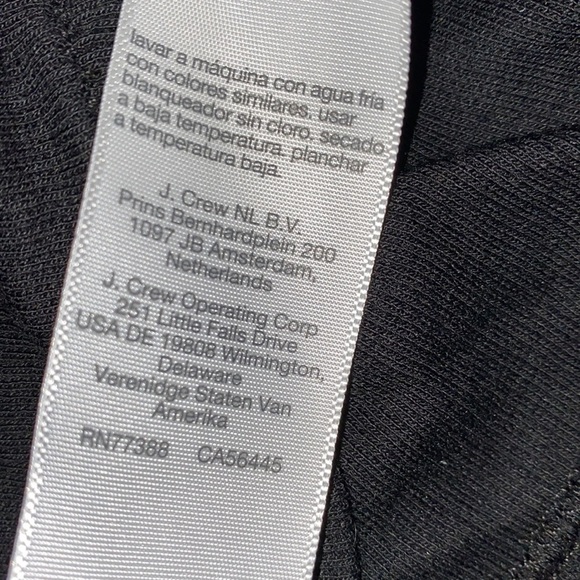 lavar a máquina con agua fría
con colores similares. usar
blanqueador sin cloro. secado
a baja temperatura. planchar
a temperatura baja.
J. Crew NL B.V.
Prins Bernhardplein 200
1097 JB Amsterdam,
Netherlands
J. Crew Operating Corp
251 Little Falls Drive
USA DE 19808 Wilmington,
Delaware
Verenidge Staten Van
Amerika
RN77388 CA56445